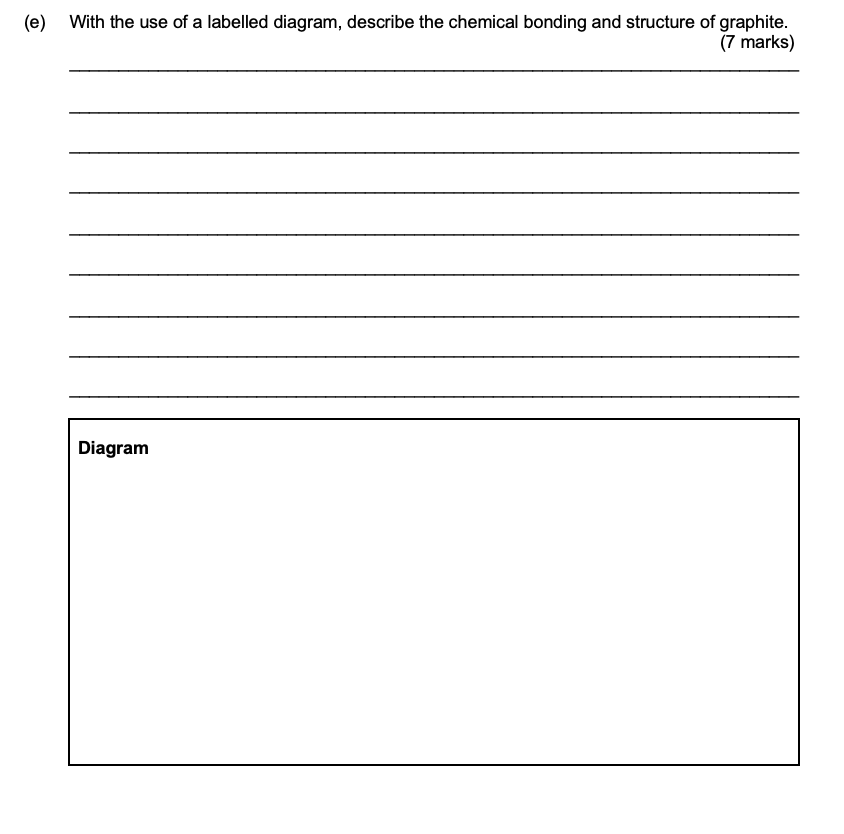 (e) With the use of a labelled diagram, describe the chemical bonding and structure of graphite.
(7 marks)
Diagram